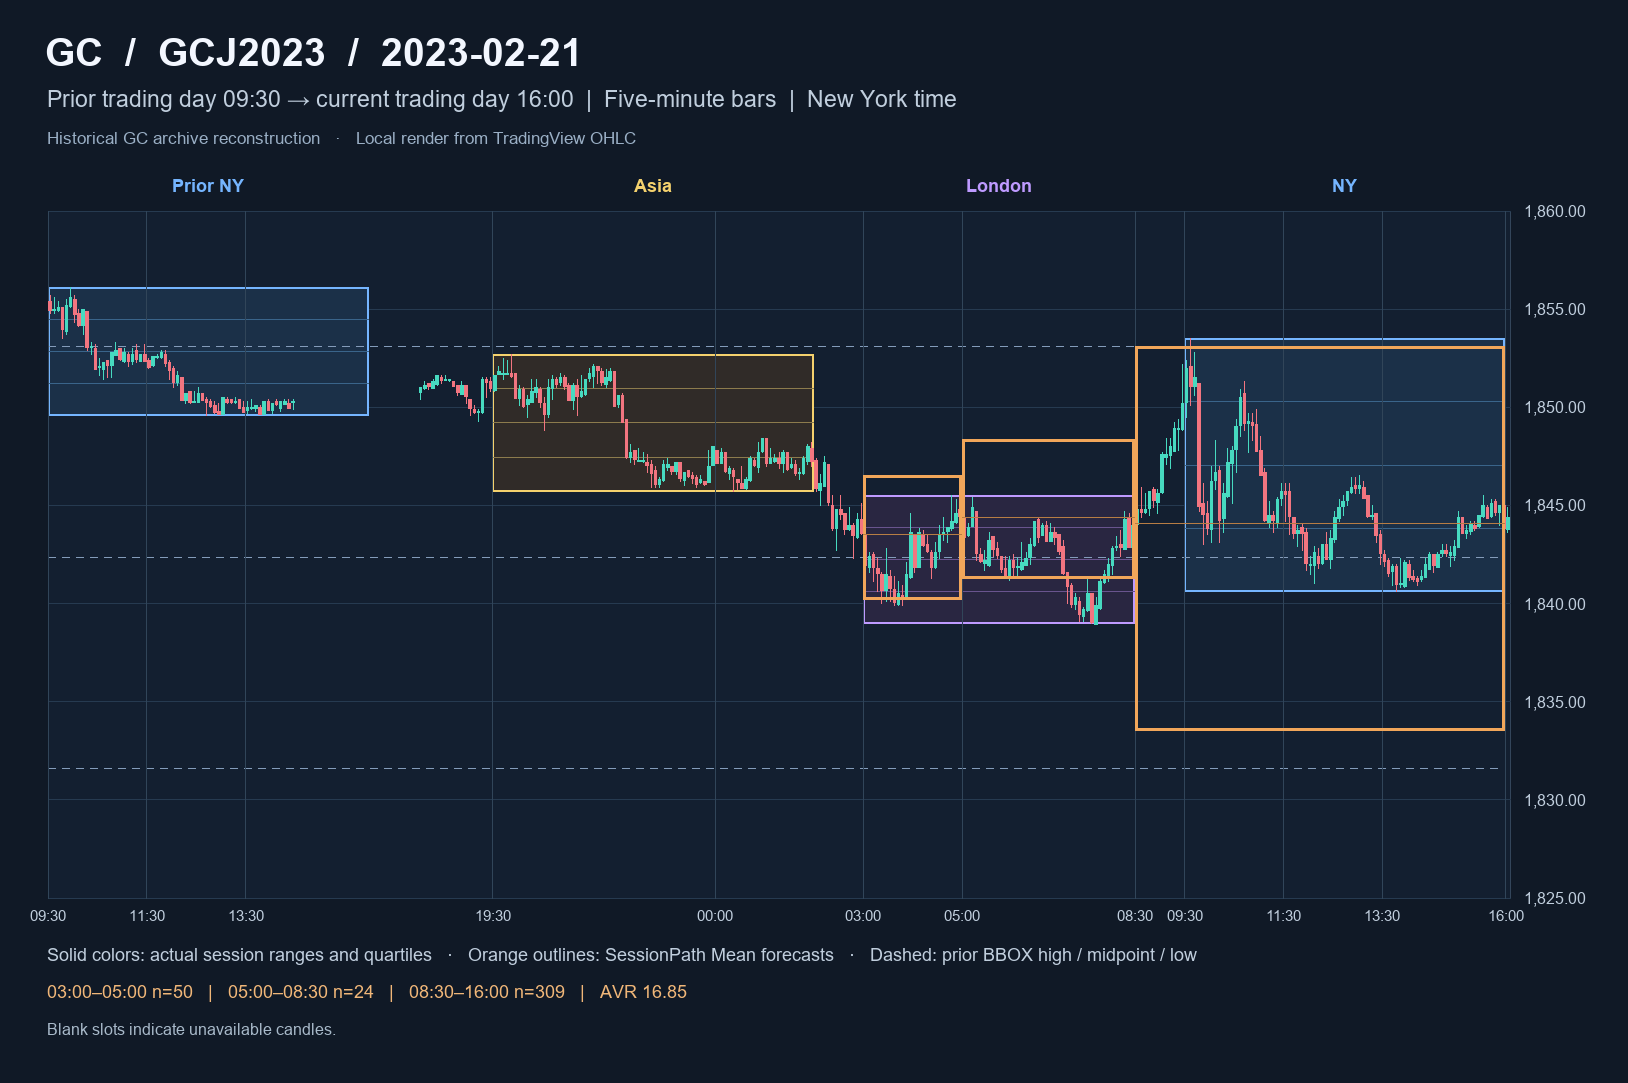 GC / GCJ2023 / 2023-02-21
Prior trading day 09:30 → current trading day 16:00 | Five-minute bars | New York time
Historical GC archive reconstruction · Local render from TradingView OHLC
Prior NY Asia London NY
1,860.00
1,855.00
1,850.00
1,845.00
1,840.00
1,835.00
1,830.00
1,825.00
09:30 11:30 13:30 19:30 00:00 03:00 05:00 08:30 09:30 11:30 13:30 16:00
Solid colors: actual session ranges and quartiles · Orange outlines: SessionPath Mean forecasts · Dashed: prior BBOX high / midpoint / low
03:00–05:00 n=50 | 05:00–08:30 n=24 | 08:30–16:00 n=309 | AVR 16.85
Blank slots indicate unavailable candles.